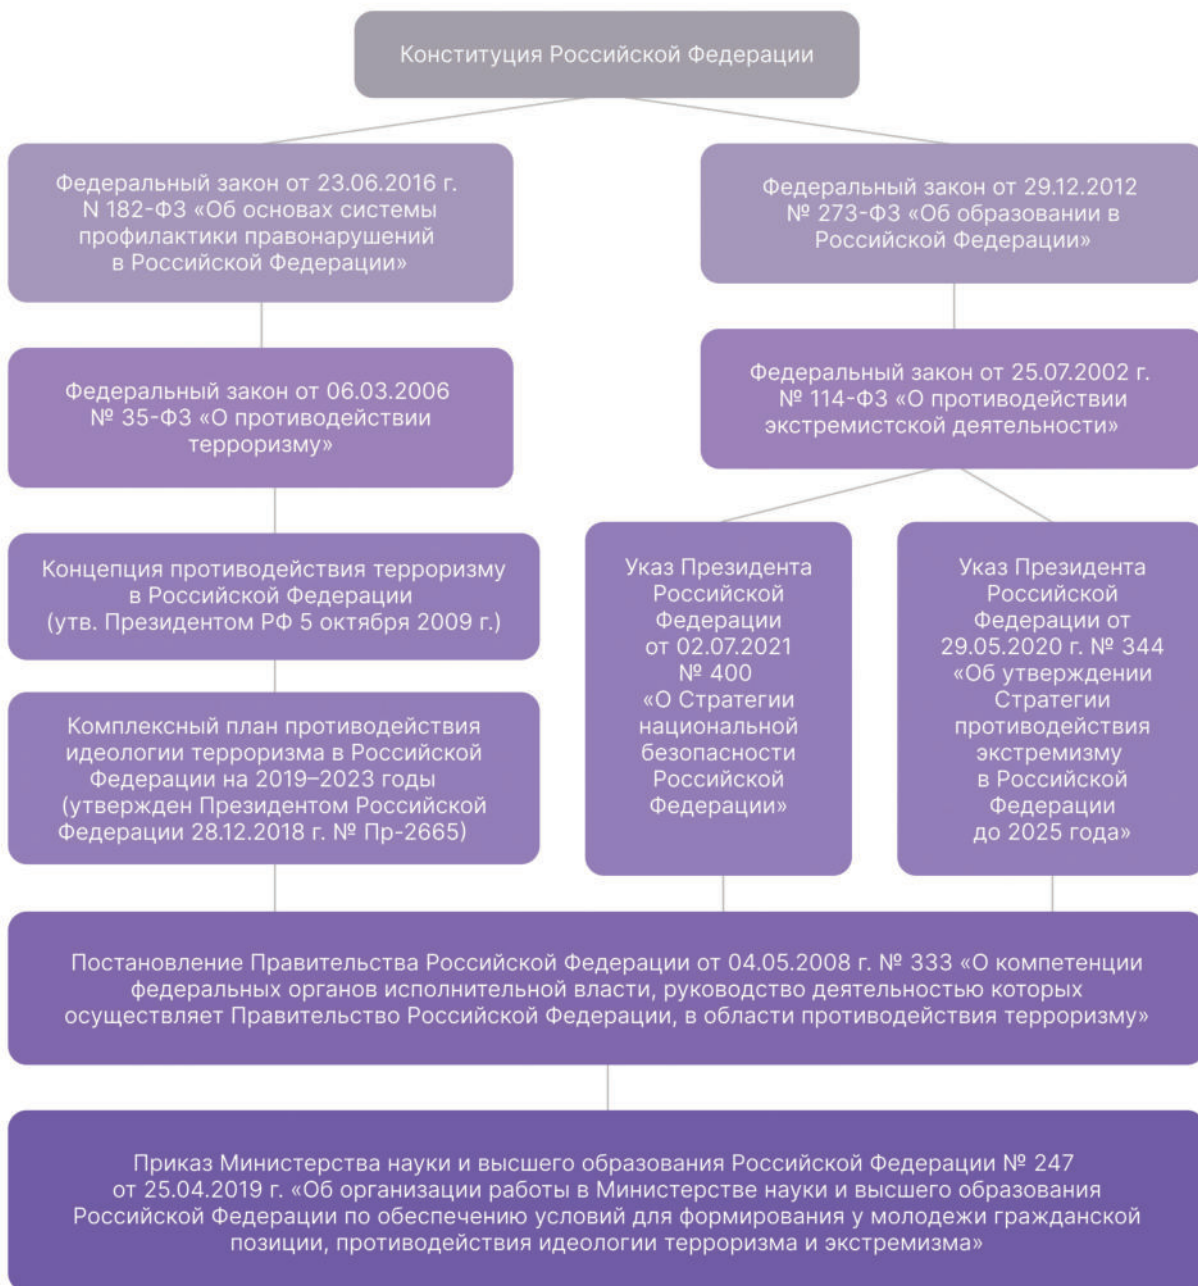 Конституция Российской Федерации
Федеральный закон от 23.06.2016 г.
N 182-ФЗ «Об основах системы
профилактики правонарушений
в Российской Федерации»
Федеральный закон от 29.12.2012
№ 273-ФЗ «Об образовании в
Российской Федерации»
Федеральный закон от 06.03.2006
№ 35-ФЗ «О противодействии
терроризму»
Федеральный закон от 25.07.2002 г.
№ 114-ФЗ «О противодействии
экстремистской деятельности»
Концепция противодействия терроризму
в Российской Федерации
(утв. Президентом РФ 5 октября 2009 г.)
Комплексный план противодействия
идеологии терроризма в Российской
Федерации на 2019–2023 годы
(утвержден Президентом Российской
Федерации 28.12.2018 г. № Пр-2665)
Указ Президента
Российской
Федерации
от 02.07.2021
№ 400
«О Стратегии
национальной
безопасности
Российской
Федерации»
Указ Президента
Российской
Федерации от
29.05.2020 г. № 344
«Об утверждении
Стратегии
противодействия
экстремизму
в Российской
Федерации
до 2025 года»
Постановление Правительства Российской Федерации от 04.05.2008 г. № 333 «О компетенции
федеральных органов исполнительной власти, руководство деятельностью которых
осуществляет Правительство Российской Федерации, в области противодействия терроризму»
Приказ Министерства науки и высшего образования Российской Федерации № 247
от 25.04.2019 г. «Об организации работы в Министерстве науки и высшего образования
Российской Федерации по обеспечению условий для формирования у молодежи гражданской
позиции, противодействия идеологии терроризма и экстремизма»